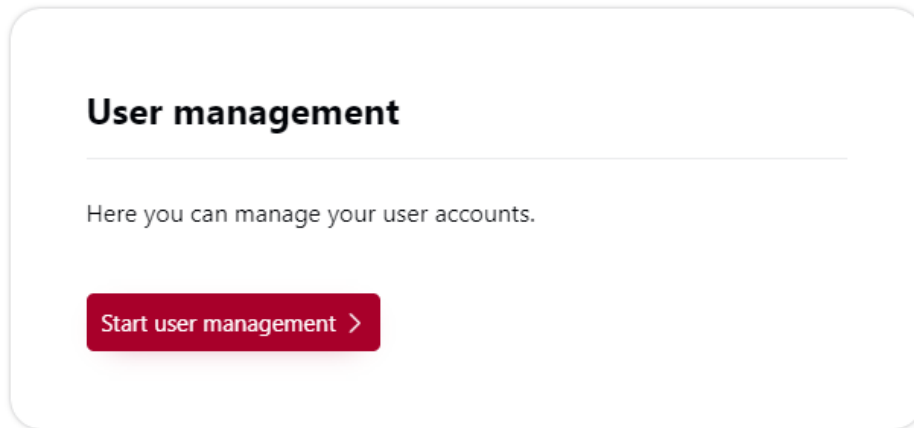 User management
Here you can manage your user accounts.
Start user management